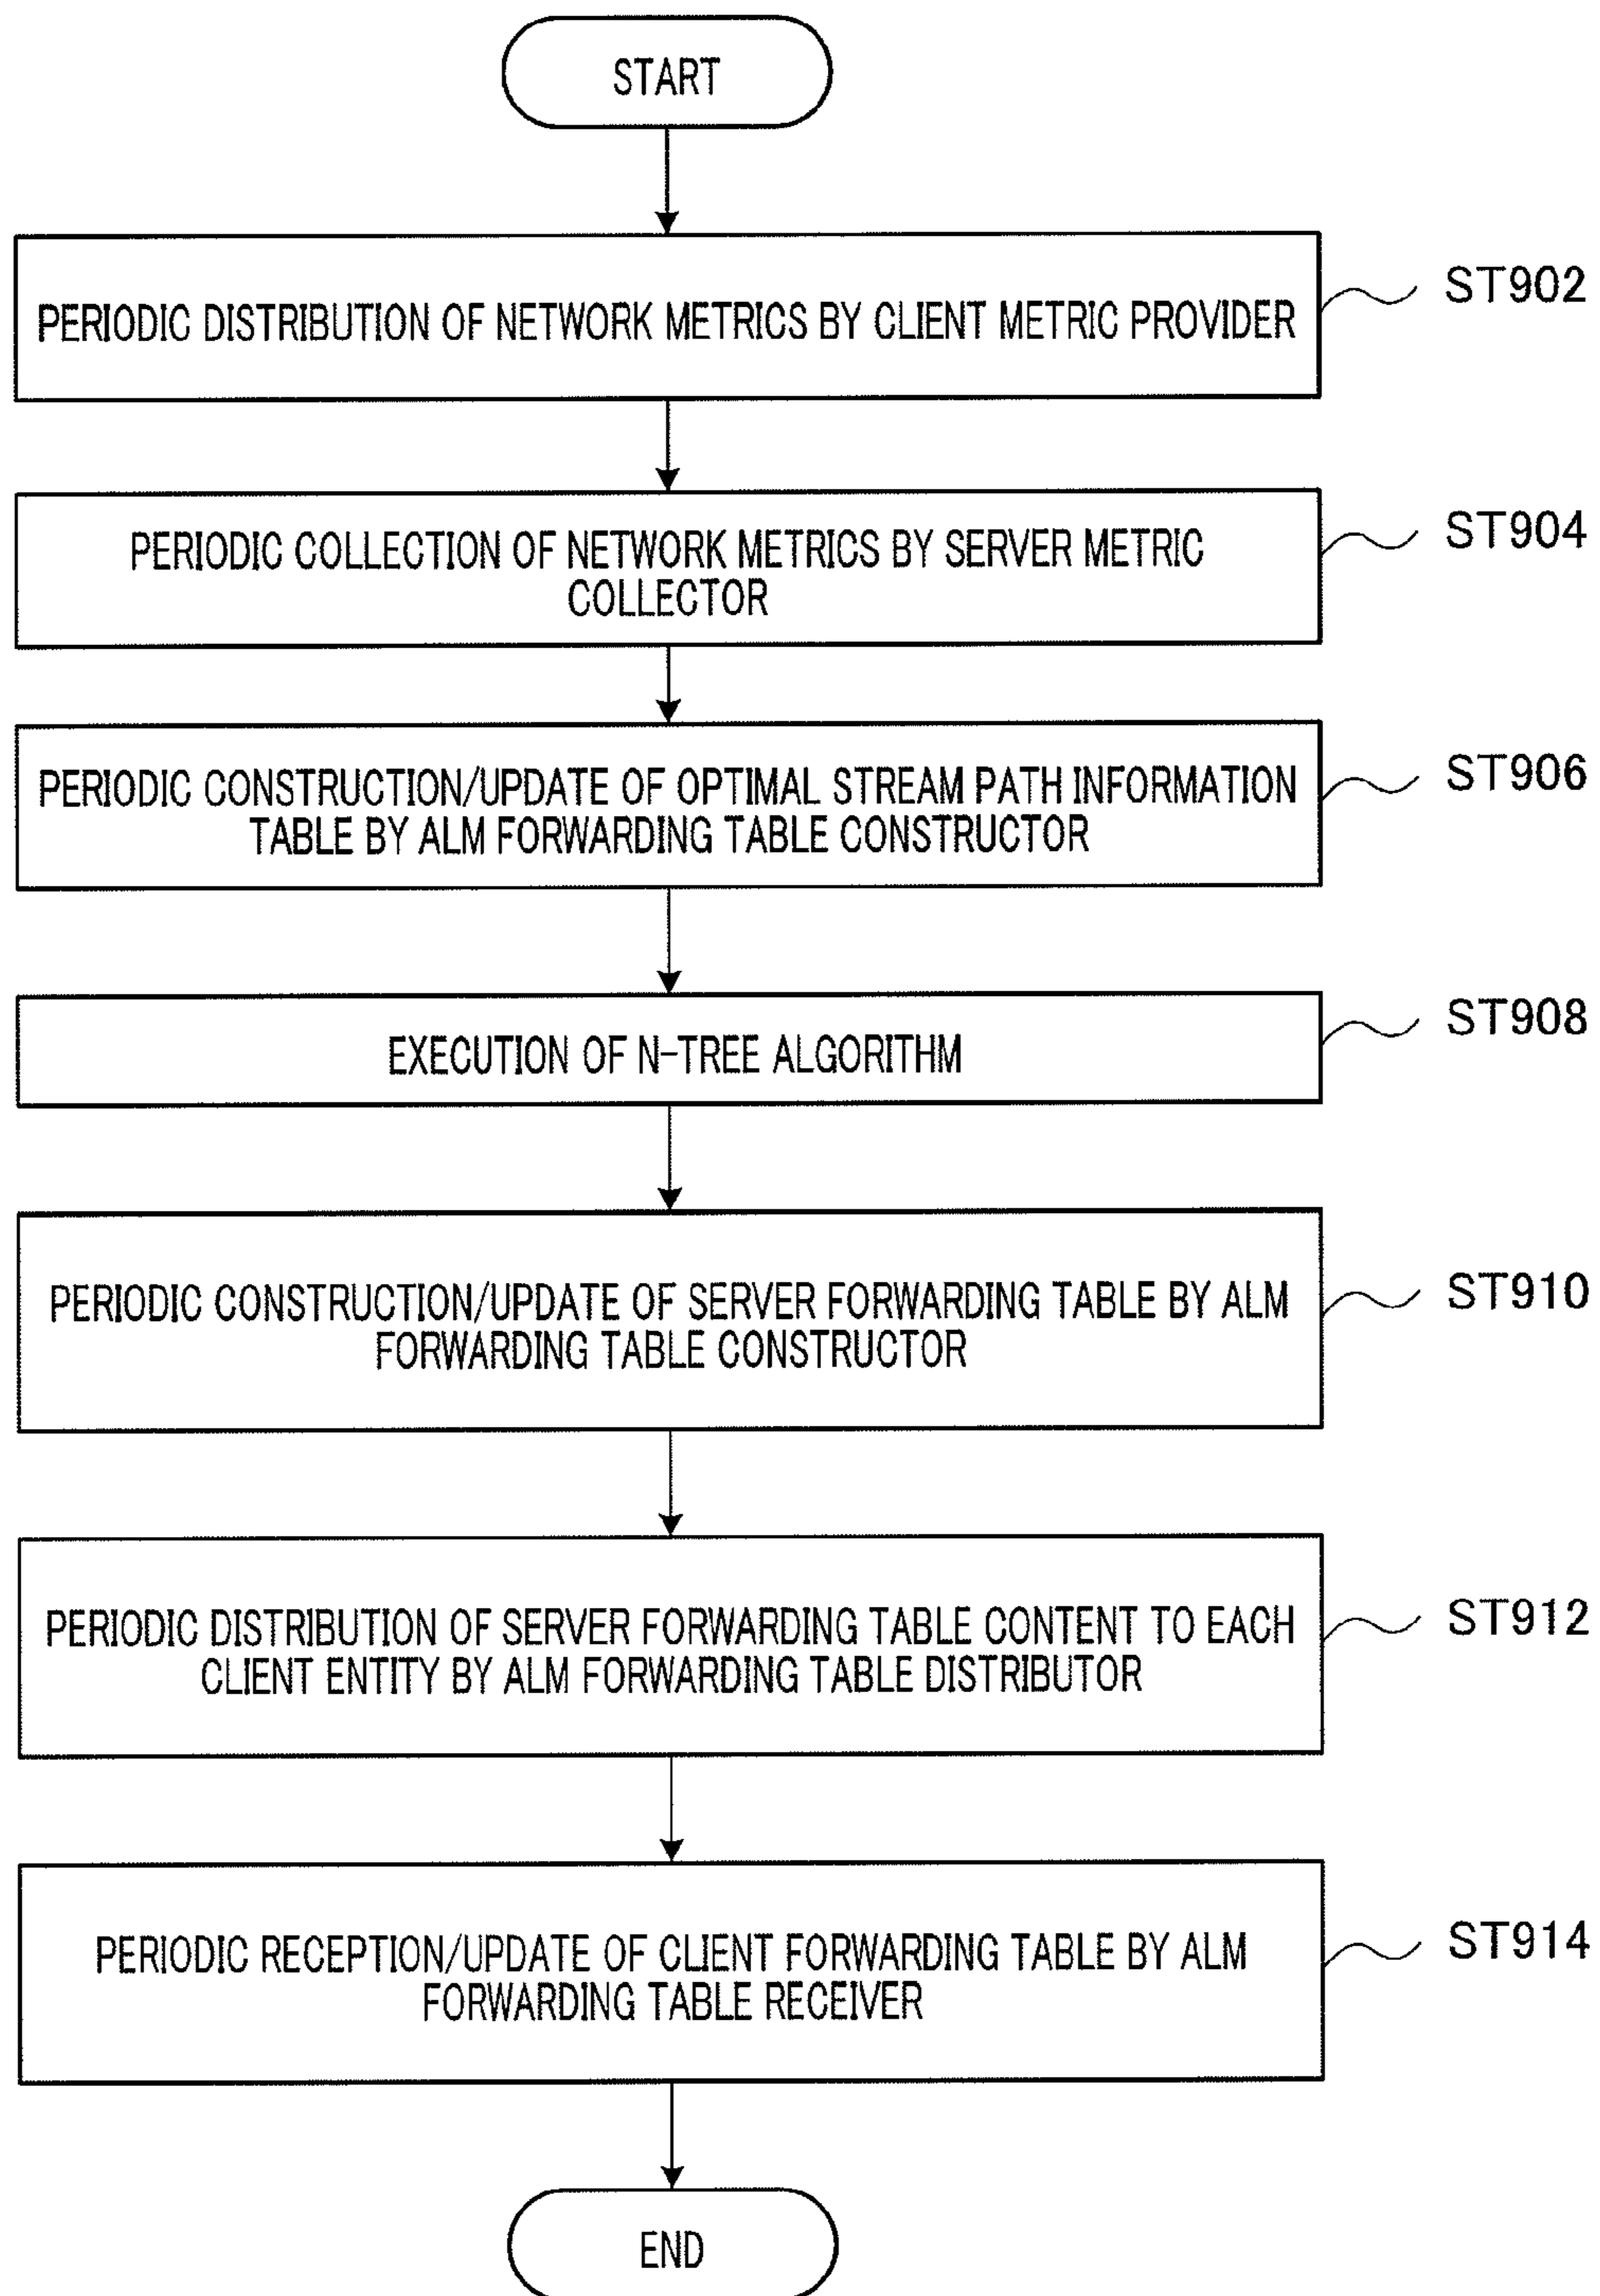 START
PERIODIC DISTRIBUTION OF NETWORK METRICS BY CLIENT METRIC PROVIDER
ST902
PERIODIC COLLECTION OF NETWORK METRICS BY SERVER METRIC
COLLECTOR
ST904
PERIODIC CONSTRUCTION/UPDATE OF OPTIMAL STREAM PATH INFORMATION
TABLE BY ALM FORWARDING TABLE CONSTRUCTOR
ST906
EXECUTION OF N-TREE ALGORITHM
ST908
PERIODIC CONSTRUCTION/UPDATE OF SERVER FORWARDING TABLE BY ALM
FORWARDING TABLE CONSTRUCTOR
ST910
PERIODIC DISTRIBUTION OF SERVER FORWARDING TABLE CONTENT TO EACH
CLIENT ENTITY BY ALM FORWARDING TABLE DISTRIBUTOR
ST912
PERIODIC RECEPTION/UPDATE OF CLIENT FORWARDING TABLE BY ALM
FORWARDING TABLE RECEIVER
ST914
END